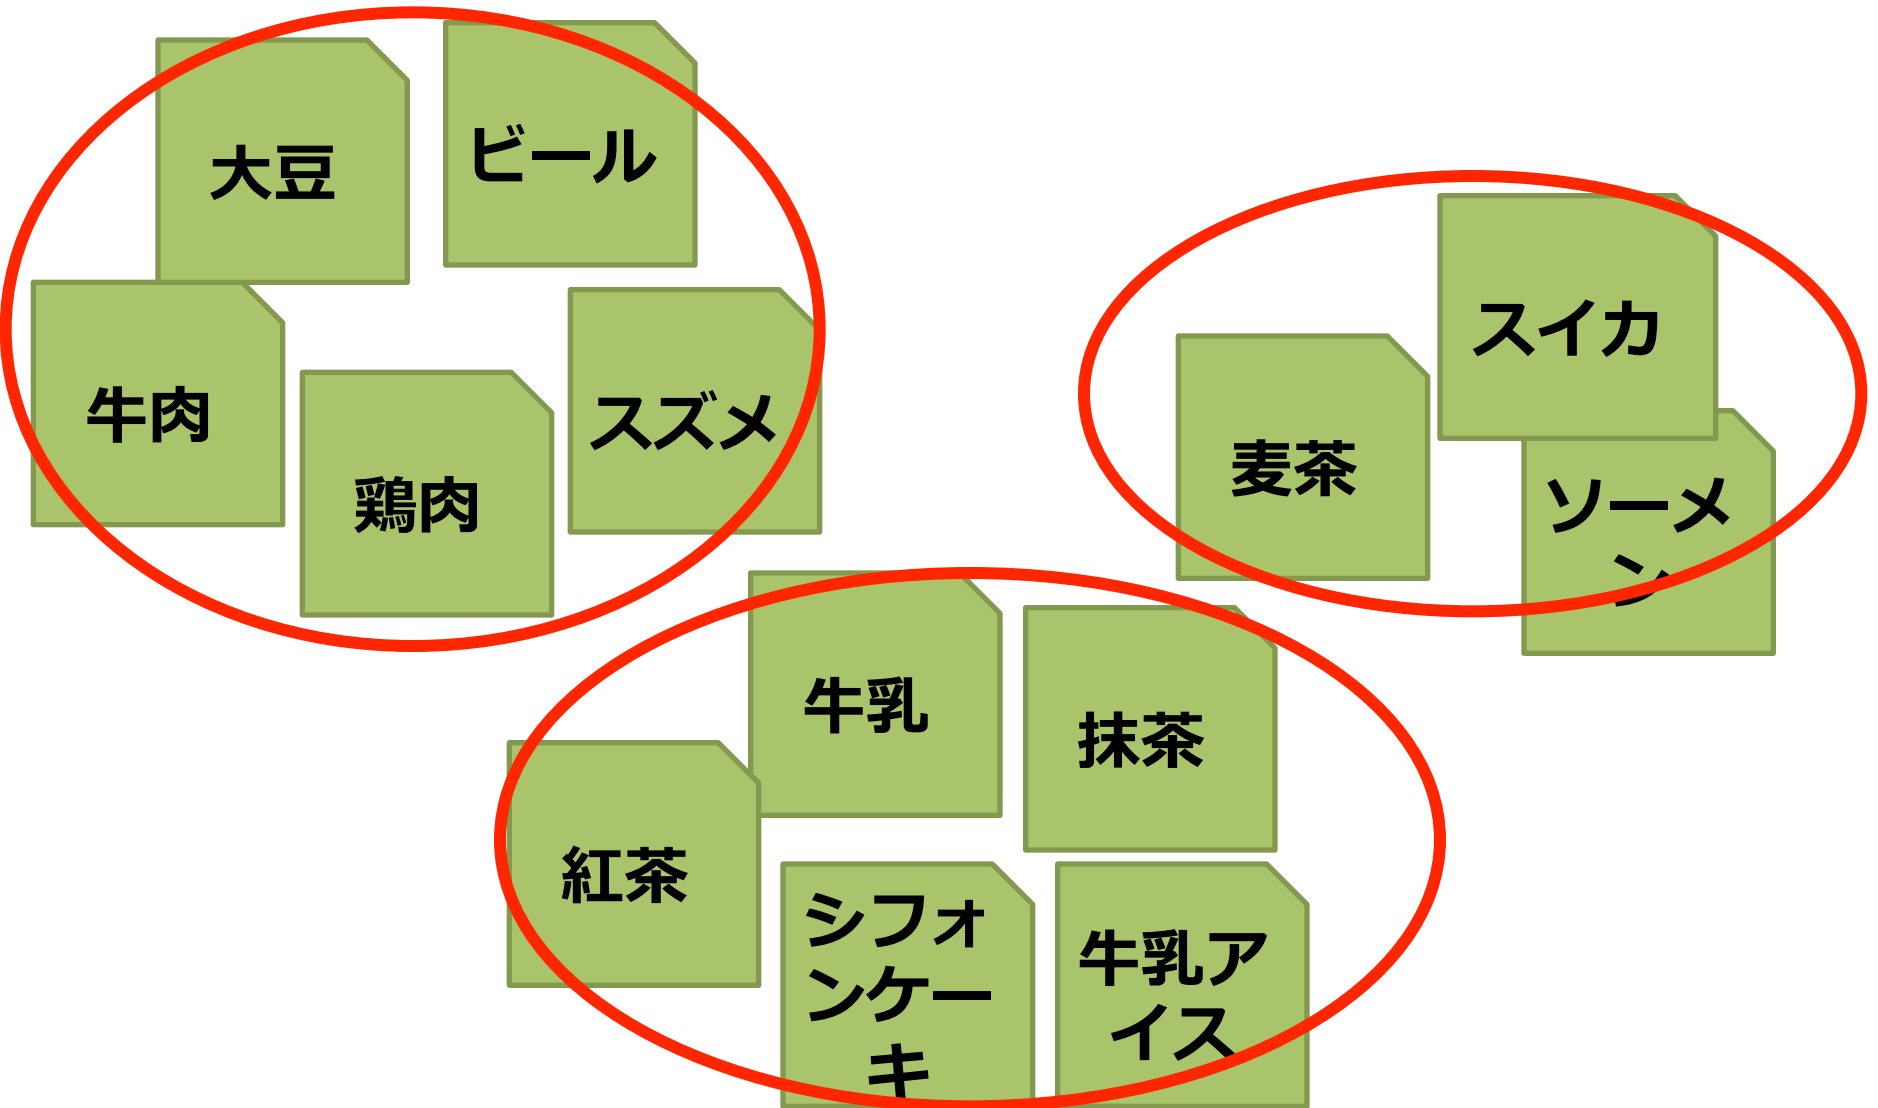 大豆
ビール
牛肉
鶏肉
スズメ
スイカ
麦茶
ソーメ
ン
牛乳
抹茶
紅茶
シフォ
ンケー
キ
牛乳ア
イス